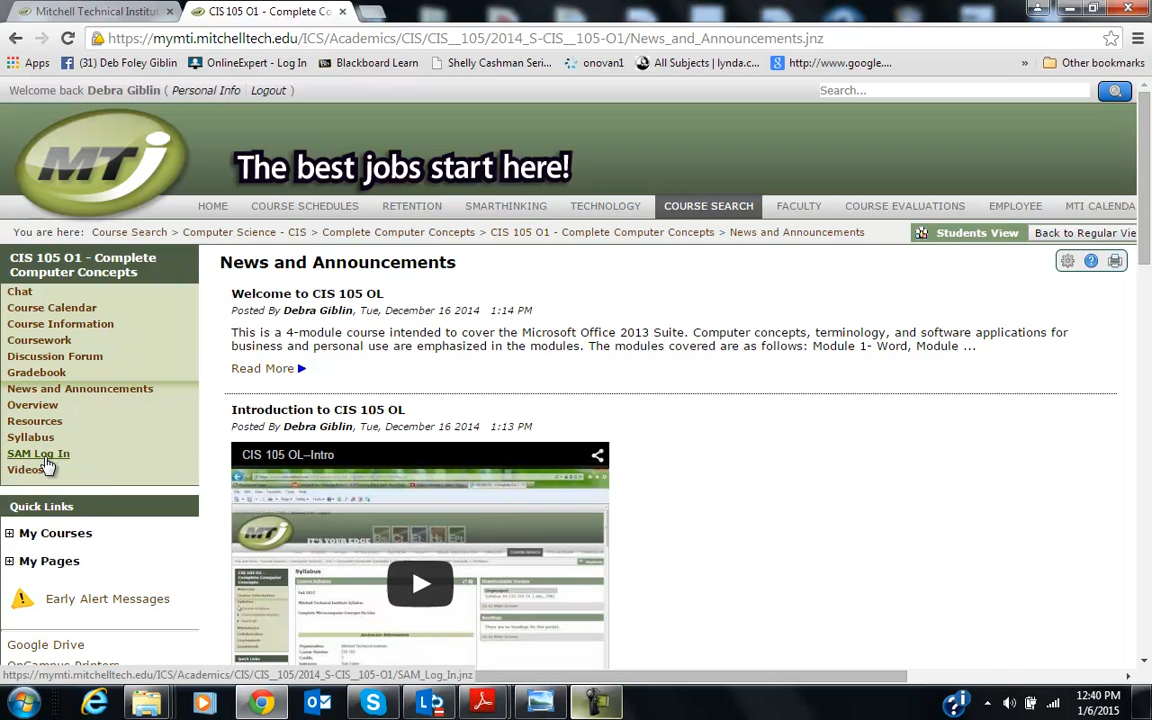 Mitchell Technical Institut
CIS 105 O1 - Complete Co
https://mymti.mitchelltech.edu/ICS/Academics/CIS/CIS__105/2014_S-CIS__105-O1/News_and_Announcements.jnz
Apps
(31) Deb Foley Giblin
OnlineExpert - Log In
Blackboard Learn
Shelly Cashman Seri...
onovan1
All Subjects | lynda.c...
http://www.google....
»
Other bookmarks
Welcome back Debra Giblin ( Personal Info Logout )
Search...
MTi
The best jobs start here!
HOME COURSE SCHEDULES RETENTION SMARTHINKING TECHNOLOGY COURSE SEARCH FACULTY COURSE EVALUATIONS EMPLOYEE MTI CALENDA
You are here: Course Search > Computer Science - CIS > Complete Computer Concepts > CIS 105 O1 - Complete Computer Concepts > News and Announcements
Students View
Back to Regular Vie
CIS 105 O1 - Complete
Computer Concepts
Chat
Course Calendar
Course Information
Coursework
Discussion Forum
Gradebook
News and Announcements
Overview
Resources
Syllabus
SAM Log In
Videos
Quick Links
My Courses
My Pages
Early Alert Messages
Google Drive
OnCampus Printers
News and Announcements
Welcome to CIS 105 OL
Posted By Debra Giblin, Tue, December 16 2014 1:14 PM
This is a 4-module course intended to cover the Microsoft Office 2013 Suite. Computer concepts, terminology, and software applications for
business and personal use are emphasized in the modules. The modules covered are as follows: Module 1- Word, Module ...
Read More
Introduction to CIS 105 OL
Posted By Debra Giblin, Tue, December 16 2014 1:13 PM
CIS 105 OL--Intro
MTi
IT'S YOUR EDGE
Syllabus
https://mymti.mitchelltech.edu/ICS/Academics/CIS/CIS__105/2014_S-CIS__105-O1/SAM_Log_In.jnz
12:40 PM
1/6/2015